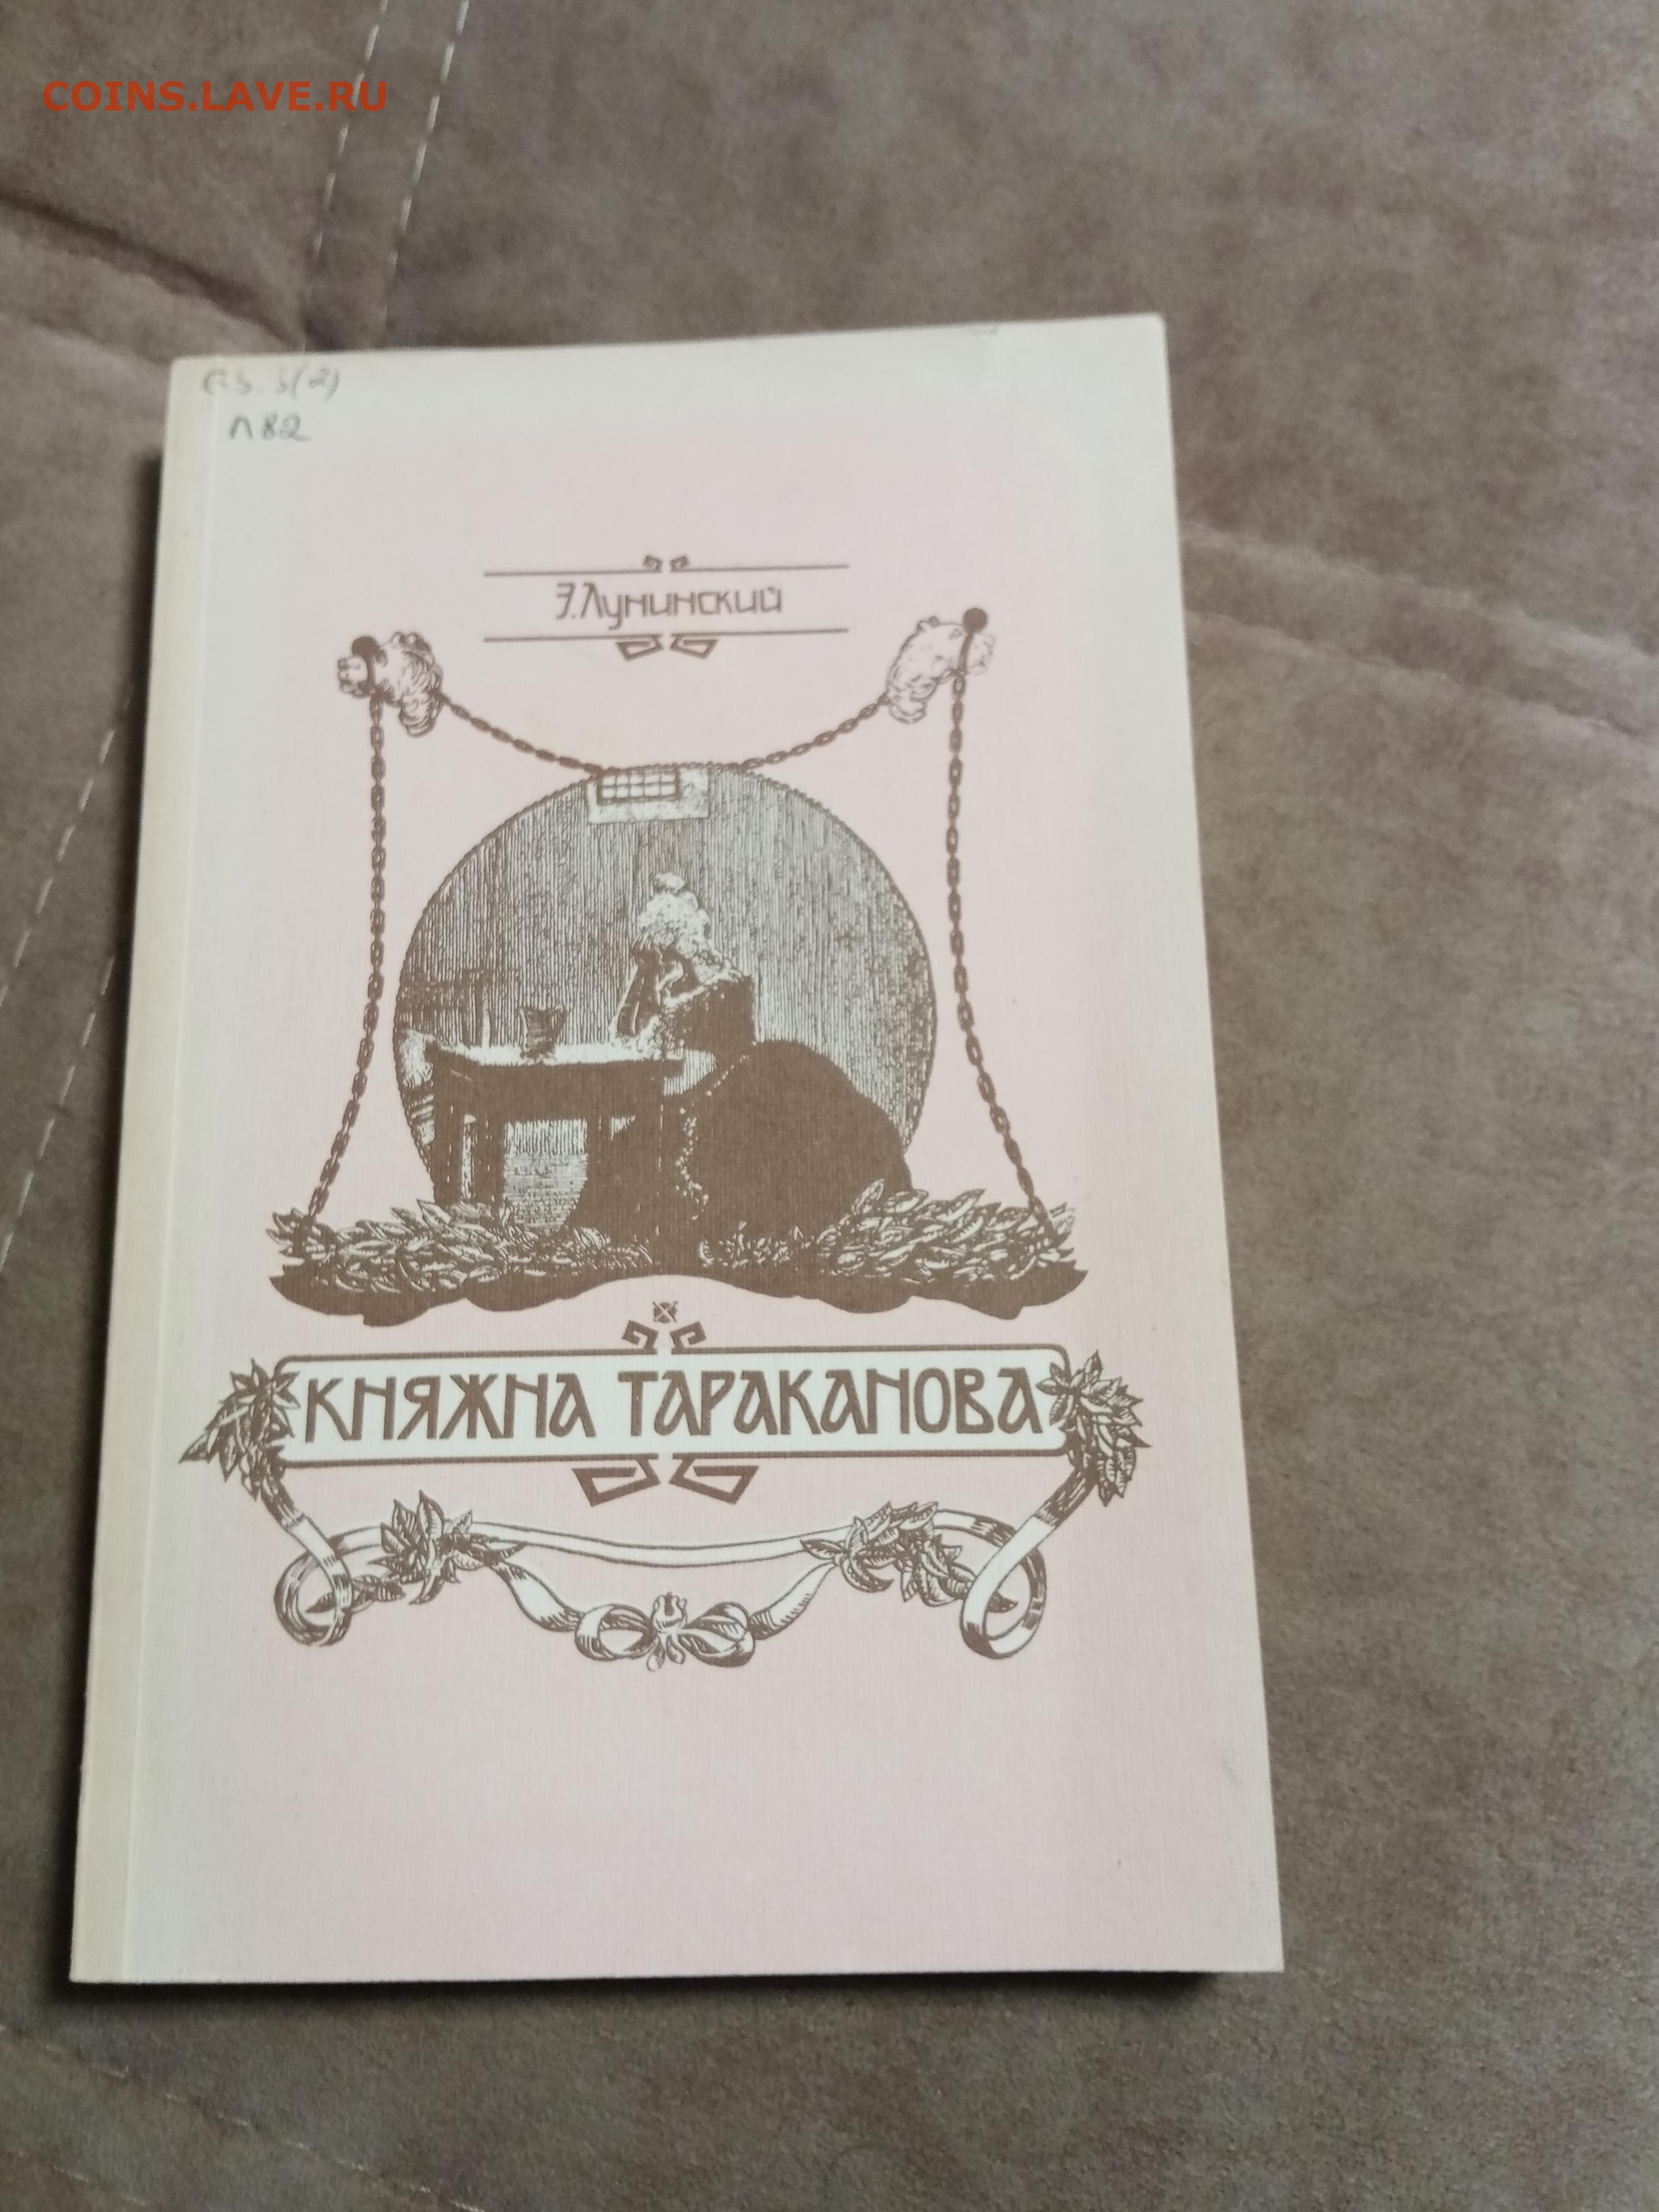 COINS.LAVE.RU
63.3(2)
Л82
Э.Лунинский
КНЯЖНА ТАРАКАНОВА